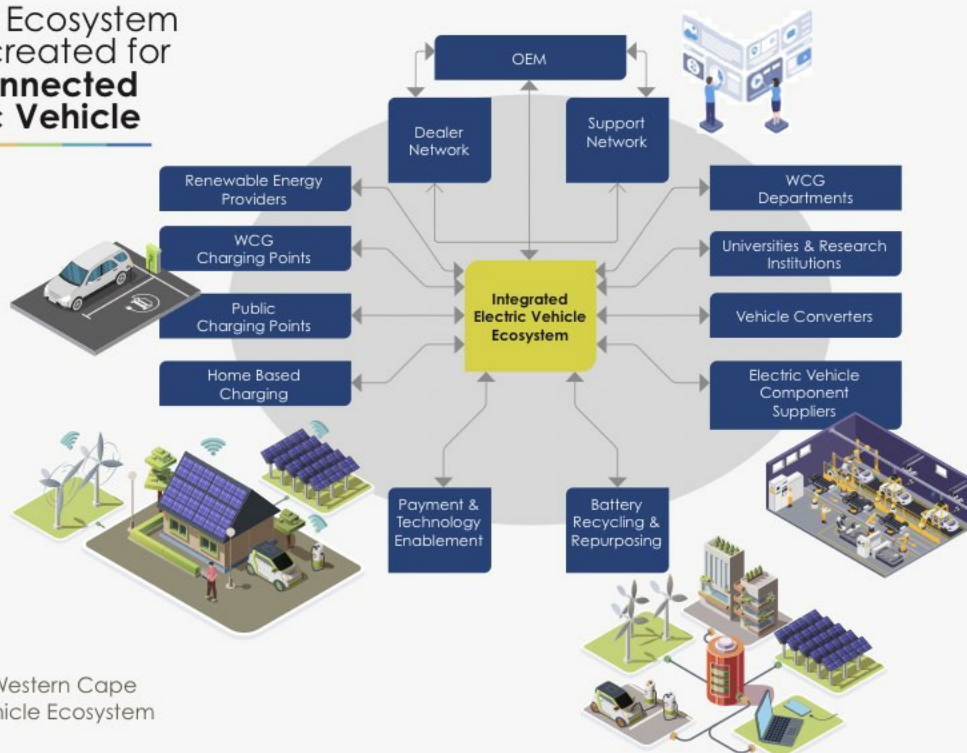 Ecosystem
created for
nnected
Vehicle
OEM
Dealer
Network
Support
Network
Renewable Energy
Providers
WCG
Departments
WCG
Charging Points
Universities & Research
Institutions
Integrated
Electric Vehicle
Ecosystem
Public
Charging Points
Vehicle Converters
Home Based
Charging
Electric Vehicle
Component
Suppliers
Payment &
Technology
Enablement
Battery
Recycling &
Repurposing
Western Cape
hicle Ecosystem